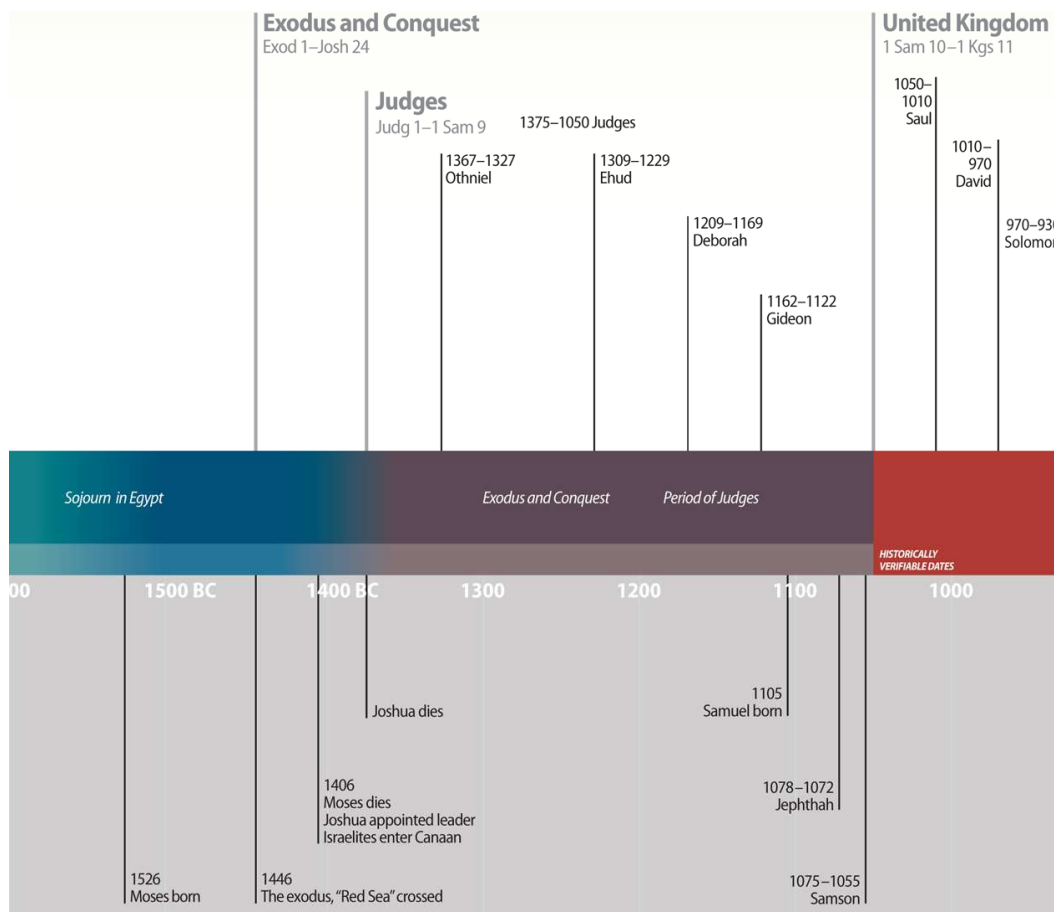 Exodus and Conquest
Exod 1–Josh 24
United Kingdom
1 Sam 10–1 Kgs 11
Judges
Judg 1–1 Sam 9
1375–1050 Judges
1050–
1010
Saul
1010–
970
David
970–930
Solomon
1367–1327
Othniel
1309–1229
Ehud
1209–1169
Deborah
1162–1122
Gideon
Sojourn in Egypt
Exodus and Conquest
Period of Judges
HISTORICALLY
VERIFIABLE DATES
00
1500 BC
1400 BC
1300
1200
1100
1000
Joshua dies
1105
Samuel born
1406
Moses dies
Joshua appointed leader
Israelites enter Canaan
1078–1072
Jephthah
1526
Moses born
1446
The exodus, "Red Sea" crossed
1075–1055
Samson